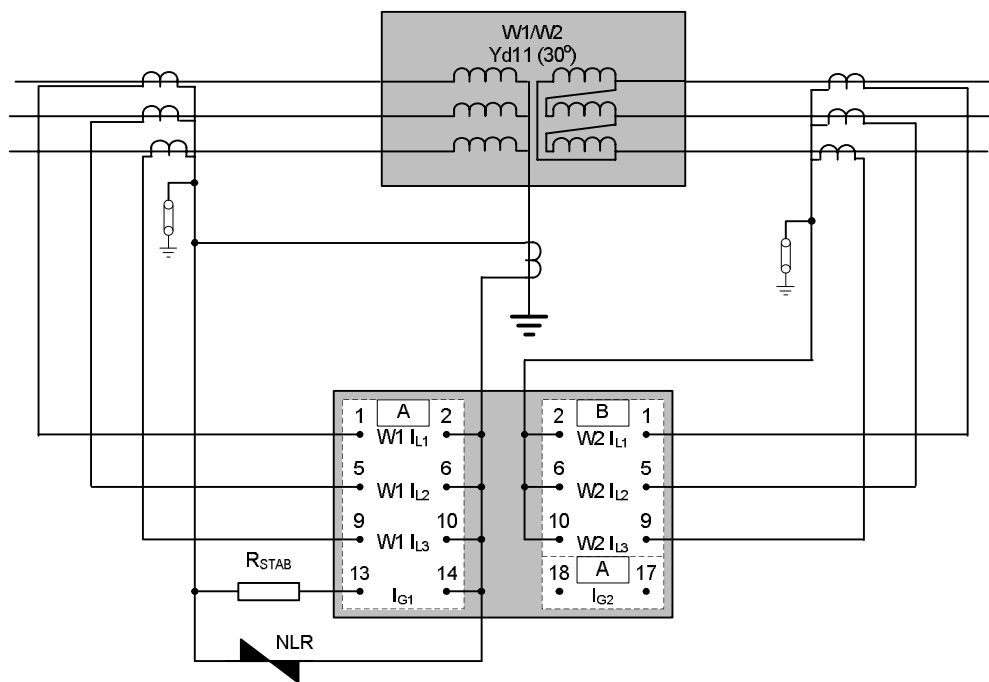 W1/W2
Yd11 (30°)
1 A 2 2 B 1
W1 IL1 W2 IL1
5 6 6 5
W1 IL2 W2 IL2
9 10 10 9
W1 IL3 W2 IL3
RSTAB 13 14 18 A 17
IG1 IG2
NLR